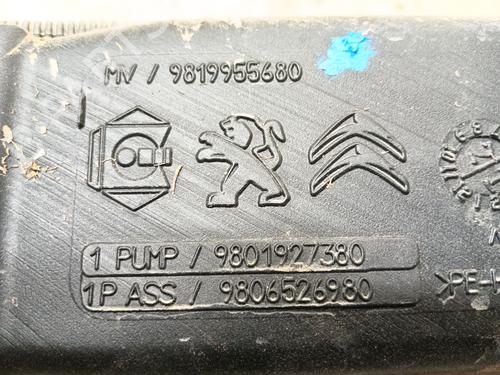 MV / 9819955680
1 PUMP / 9801927380
1P ASS / 9806526980
>PE-H